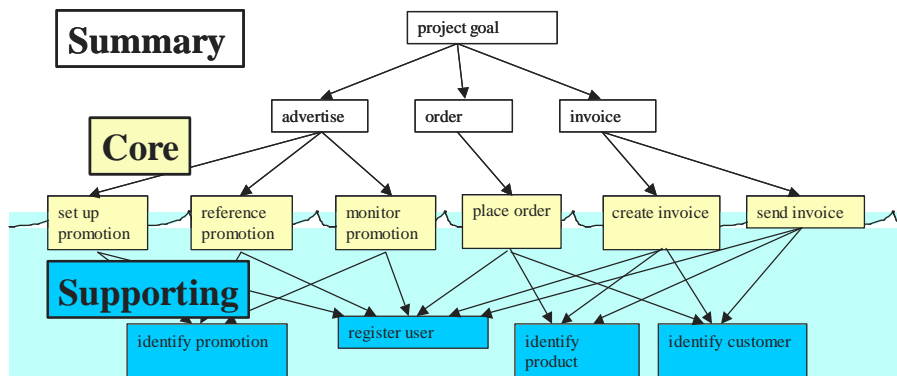 Summary
project goal
advertise
order
invoice
Core
set up
promotion
reference
promotion
monitor
promotion
place order
create invoice
send invoice
Supporting
identify promotion
register user
identify
product
identify customer